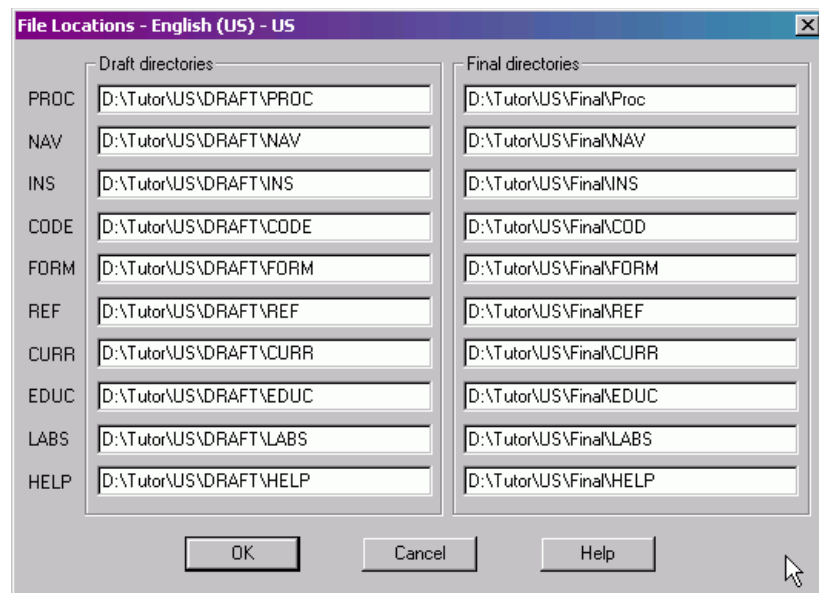 File Locations - English (US) - US
Draft directories Final directories
PROC D:\Tutor\US\DRAFT\PROC D:\Tutor\US\Final\Proc
NAV D:\Tutor\US\DRAFT\NAV D:\Tutor\US\Final\NAV
INS D:\Tutor\US\DRAFT\INS D:\Tutor\US\Final\INS
CODE D:\Tutor\US\DRAFT\CODE D:\Tutor\US\Final\COD
FORM D:\Tutor\US\DRAFT\FORM D:\Tutor\US\Final\FORM
REF D:\Tutor\US\DRAFT\REF D:\Tutor\US\Final\REF
CURR D:\Tutor\US\DRAFT\CURR D:\Tutor\US\Final\CURR
EDUC D:\Tutor\US\DRAFT\EDUC D:\Tutor\US\Final\EDUC
LABS D:\Tutor\US\DRAFT\LABS D:\Tutor\US\Final\LABS
HELP D:\Tutor\US\DRAFT\HELP D:\Tutor\US\Final\HELP
OK Cancel Help